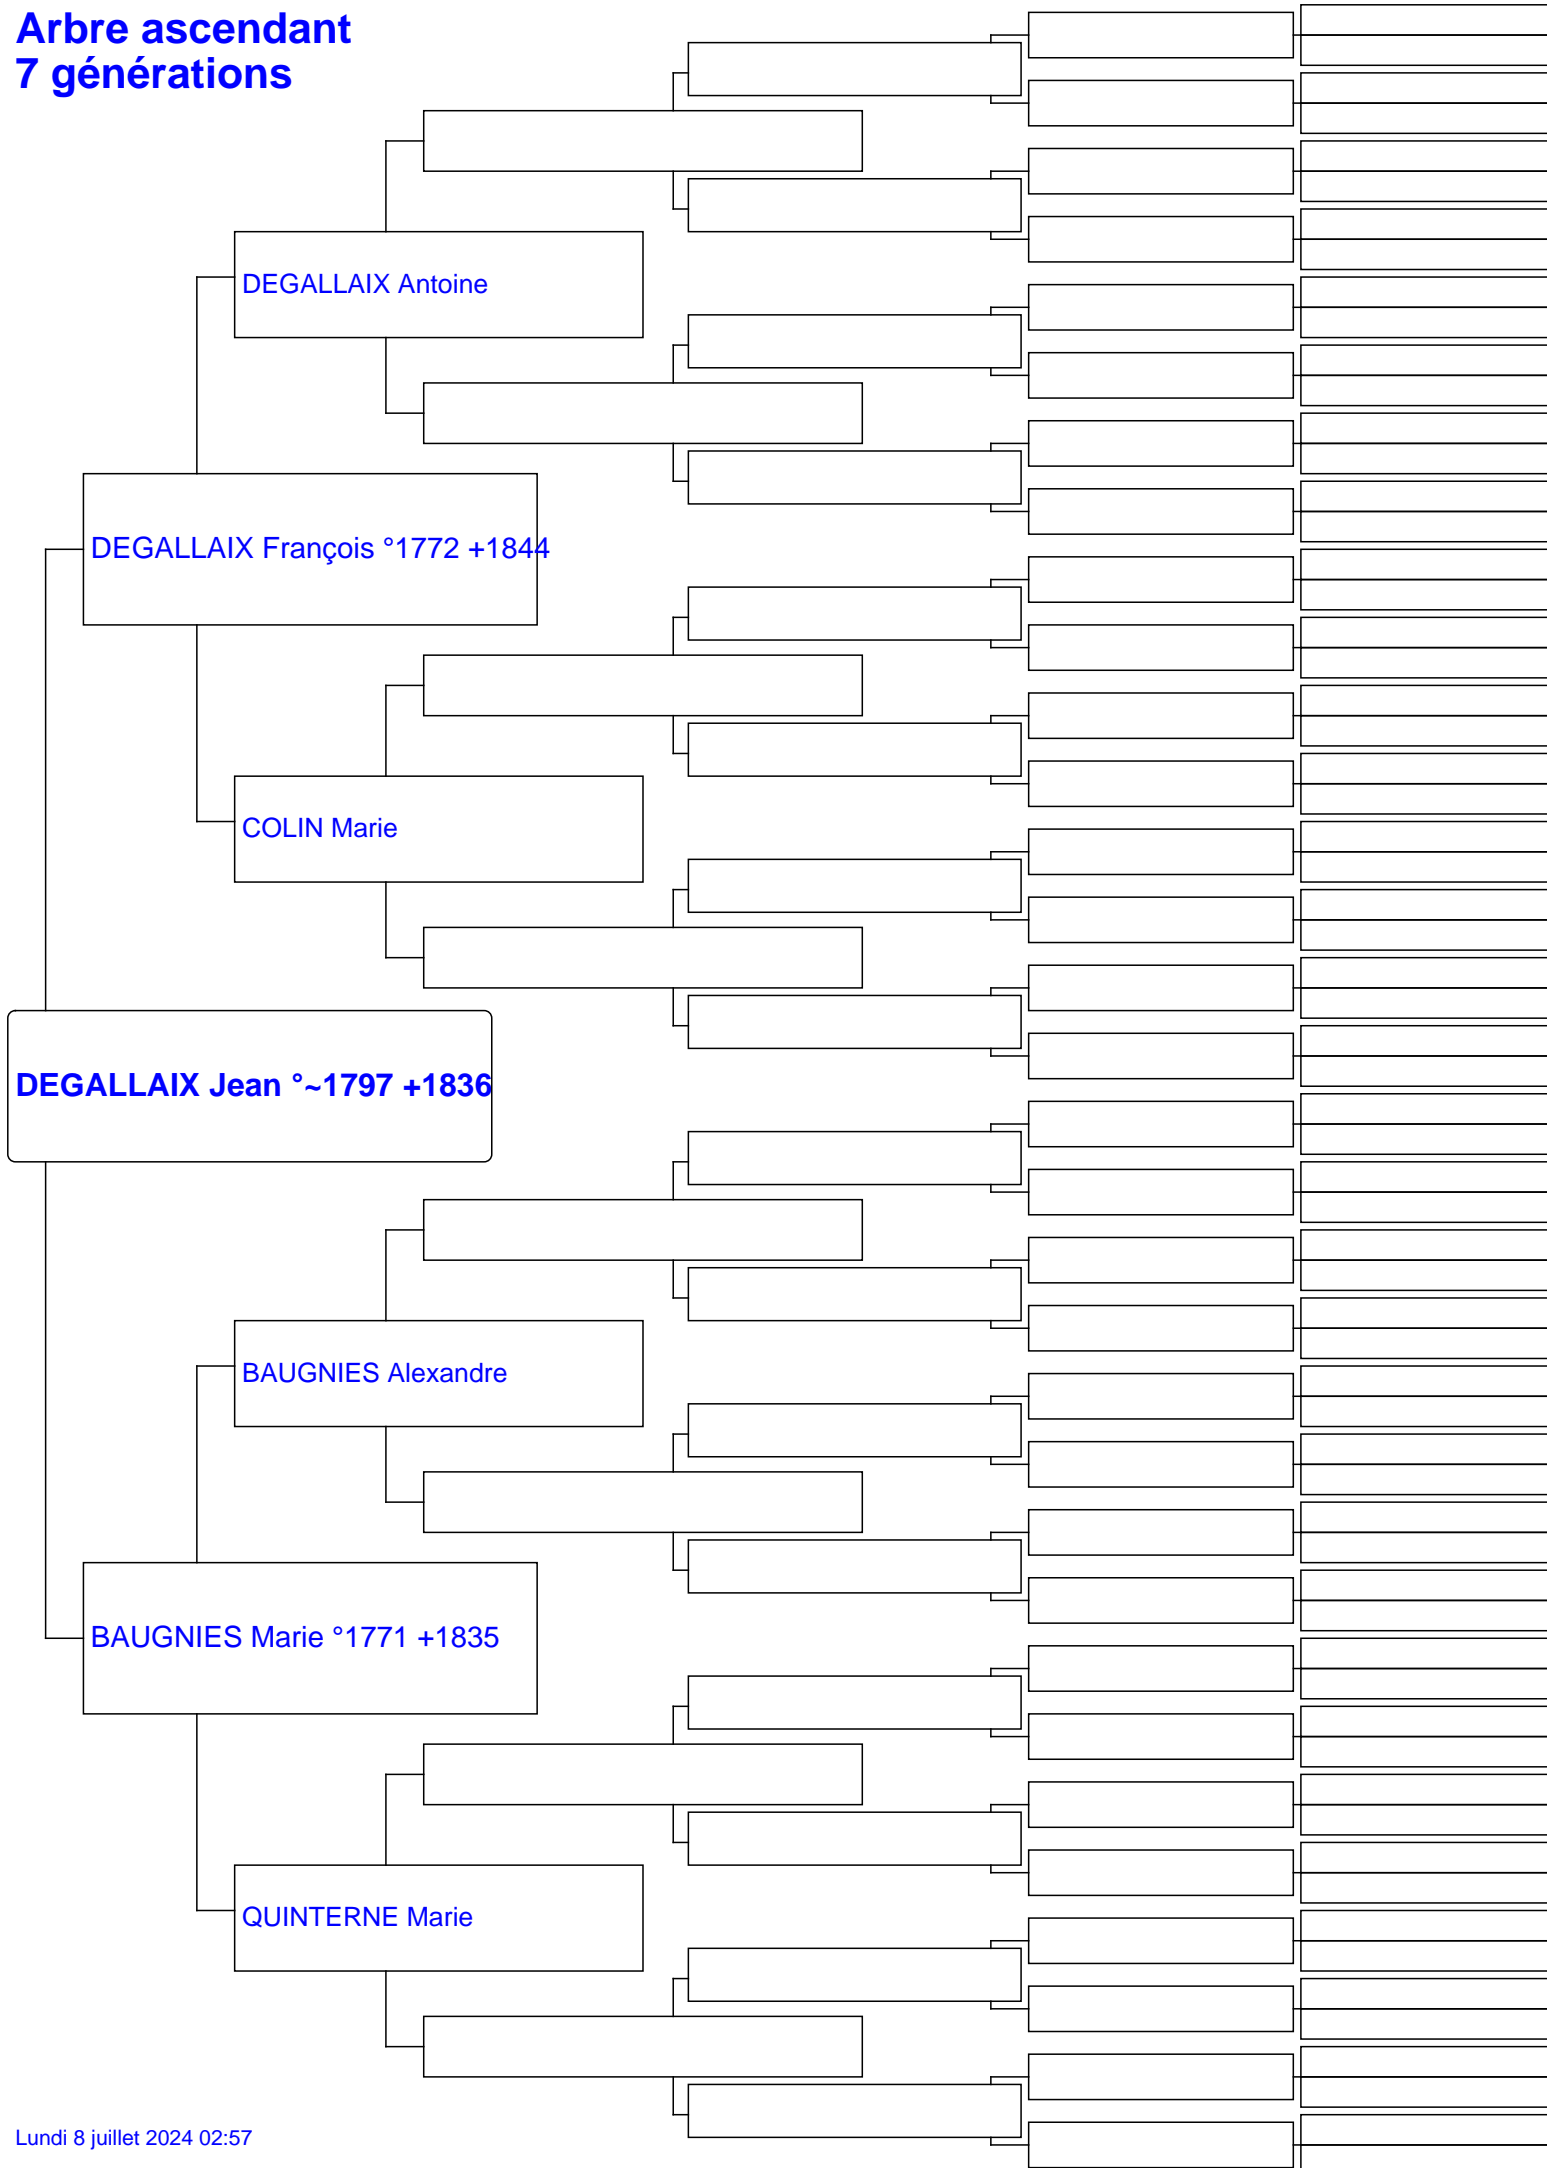 Arbre ascendant
7 générations
DEGALLAIX Antoine
DEGALLAIX François °1772 +1844
COLIN Marie
DEGALLAIX Jean °~1797 +1836
BAUGNIES Alexandre
BAUGNIES Marie °1771 +1835
QUINTERNE Marie
Lundi 8 juillet 2024 02:57